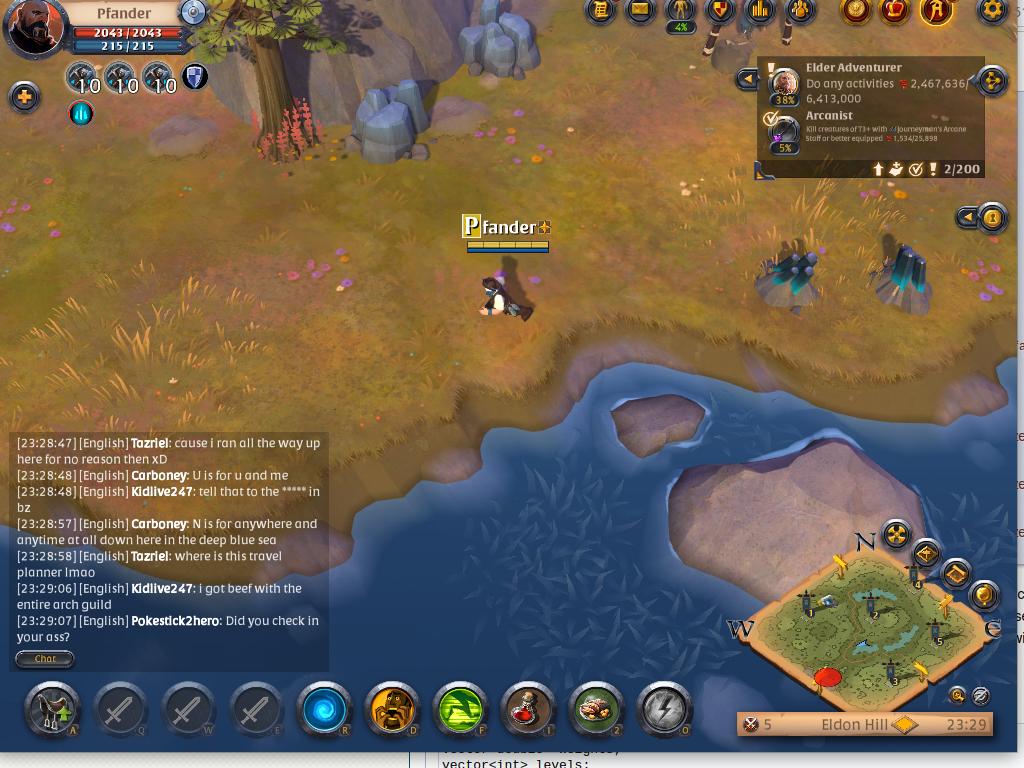 Pfander
2043 / 2043
215 / 215
10 10 10
4%
Elder Adventurer
Do any activities 2,467,636/
6,413,000
38%
Arcanist
Kill creatures of T3+ with Journeyman's Arcane
Staff or better equipped 1,534/25,898
5%
2/200
Pfander
[23:28:47] [English] Tazriel: cause i ran all the way up
here for no reason then xD
[23:28:48] [English] Carboney: U is for u and me
[23:28:48] [English] Kidlive247: tell that to the ***** in
bz
[23:28:57] [English] Carboney: N is for anywhere and
anytime at all down here in the deep blue sea
[23:28:58] [English] Tazriel: where is this travel
planner lmao
[23:29:06] [English] Kidlive247: i got beef with the
entire arch guild
[23:29:07] [English] Pokestick2hero: Did you check in
your ass?
Chat
N
W
E
1
2
3
4
5
A Q W E R D F 1 2 O
5 Eldon Hill 23:29
vector<int> levels;